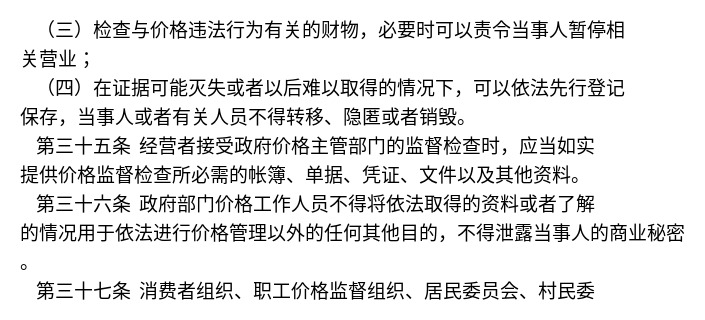 （三）检查与价格违法行为有关的财物，必要时可以责令当事人暂停相
关营业；
（四）在证据可能灭失或者以后难以取得的情况下，可以依法先行登记
保存，当事人或者有关人员不得转移、隐匿或者销毁。
第三十五条 经营者接受政府价格主管部门的监督检查时，应当如实
提供价格监督检查所必需的帐簿、单据、凭证、文件以及其他资料。
第三十六条 政府部门价格工作人员不得将依法取得的资料或者了解
的情况用于依法进行价格管理以外的任何其他目的，不得泄露当事人的商业秘密
。
第三十七条 消费者组织、职工价格监督组织、居民委员会、村民委